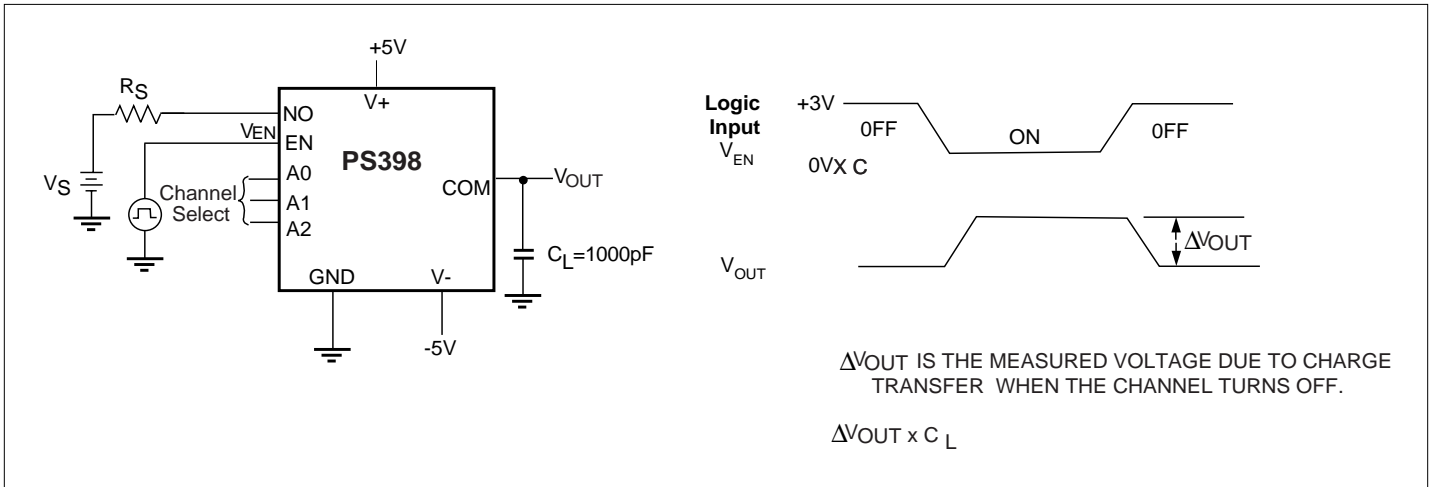 +5V
V+
RS
NO
VEN
EN
PS398
VS
Channel
Select
A0
A1
A2
COM
VOUT
CL=1000pF
GND
V-
-5V
Logic
Input
VEN
+3V
0FF
ON
0FF
0VX C
VOUT
ΔVOUT
ΔVOUT IS THE MEASURED VOLTAGE DUE TO CHARGE
TRANSFER WHEN THE CHANNEL TURNS OFF.
ΔVOUT x C L